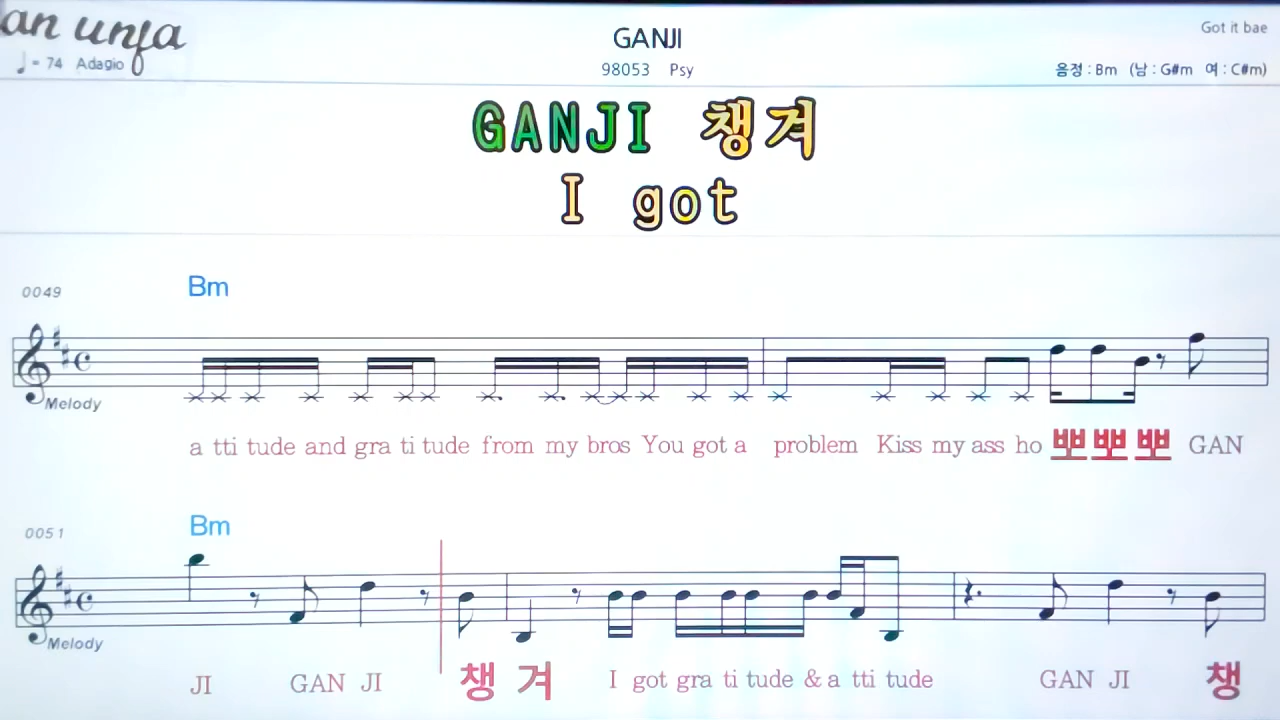 an unfa
GANJI
Got it bae
♩= 74 Adagio
98053 Psy
음정 : Bm (남 : G#m 여 : C#m)
GANJI 챙겨
I got
Bm
0049
Melody
a tti tude and gra ti tude from my bros You got a problem Kiss my ass ho 뽀 뽀 뽀 GAN
Bm
0051
Melody
JI GAN JI 챙 겨 I got gra ti tude & a tti tude GAN JI 챙